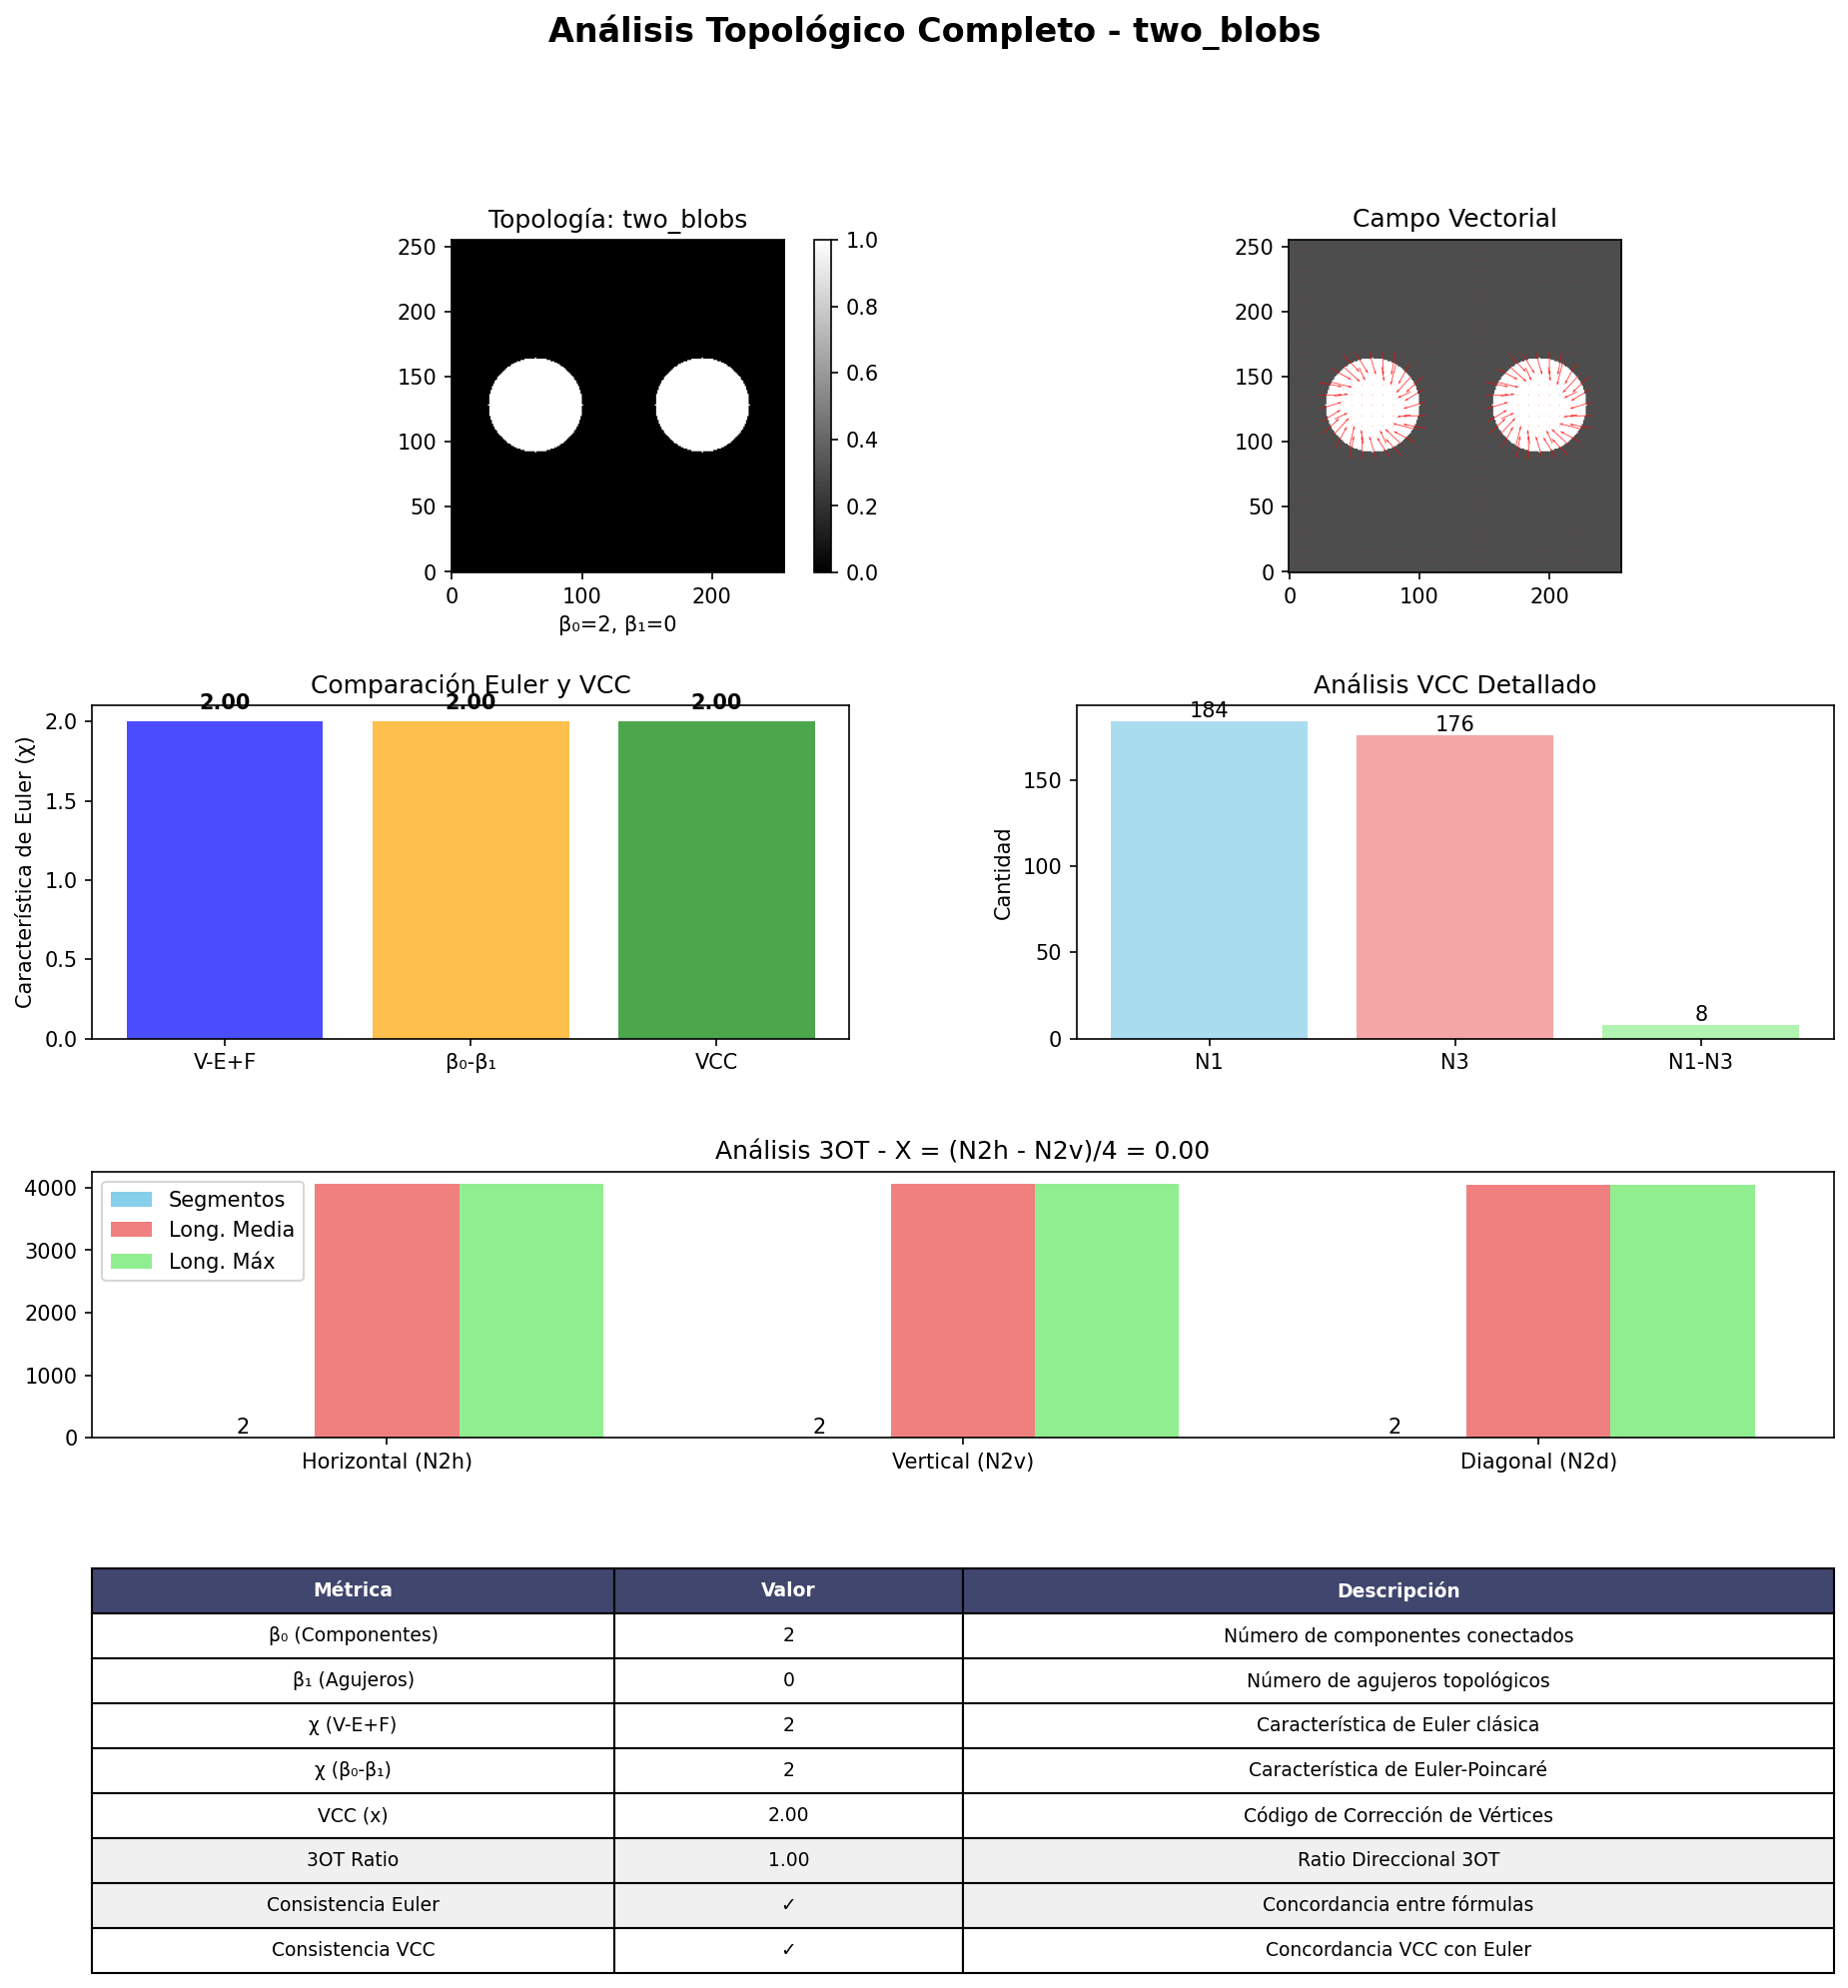 Análisis Topológico Completo - two_blobs
Topología: two_blobs
250
200
150
100
50
0
0 100 200
β₀=2, β₁=0
1.0
0.8
0.6
0.4
0.2
0.0
Campo Vectorial
250
200
150
100
50
0
0 100 200
Comparación Euler y VCC
Característica de Euler (χ)
2.0
1.5
1.0
0.5
0.0
2.00 2.00 2.00
V-E+F β₀-β₁ VCC
Análisis VCC Detallado
Cantidad
150
100
50
0
184 176 8
N1 N3 N1-N3
Análisis 3OT - X = (N2h - N2v)/4 = 0.00
4000
3000
2000
1000
0
Segmentos
Long. Media
Long. Máx
2 2 2
Horizontal (N2h) Vertical (N2v) Diagonal (N2d)
Métrica Valor Descripción
β₀ (Componentes) 2 Número de componentes conectados
β₁ (Agujeros) 0 Número de agujeros topológicos
χ (V-E+F) 2 Característica de Euler clásica
χ (β₀-β₁) 2 Característica de Euler-Poincaré
VCC (x) 2.00 Código de Corrección de Vértices
3OT Ratio 1.00 Ratio Direccional 3OT
Consistencia Euler ✓ Concordancia entre fórmulas
Consistencia VCC ✓ Concordancia VCC con Euler